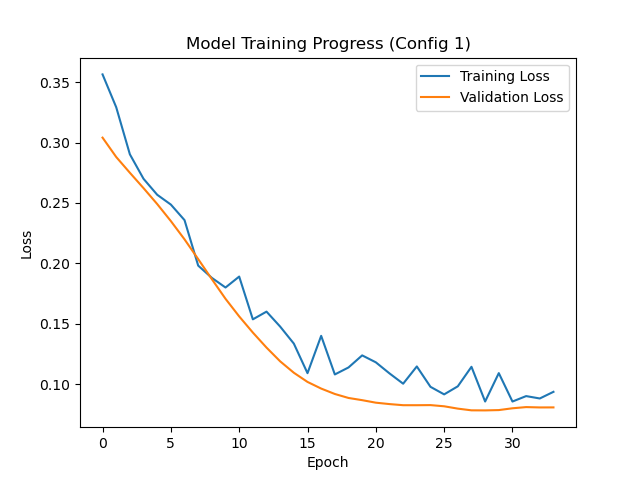 Model Training Progress (Config 1)
Training Loss
Validation Loss
Loss
0.35
0.30
0.25
0.20
0.15
0.10
0 5 10 15 20 25 30
Epoch